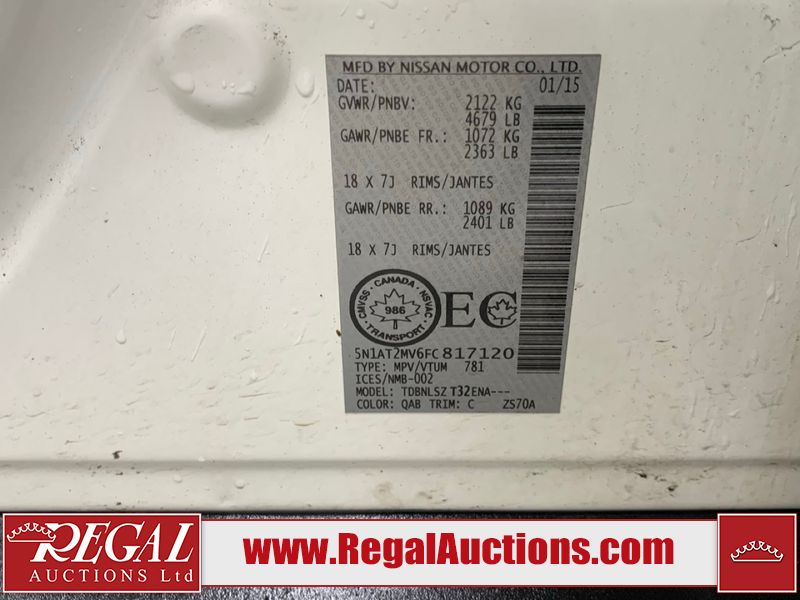 MFD BY NISSAN MOTOR CO., LTD.
DATE: 01/15
GVWR/PNBV: 2122 KG
4679 LB
GAWR/PNBE FR.: 1072 KG
2363 LB
18 X 7J RIMS/JANTES
GAWR/PNBE RR.: 1089 KG
2401 LB
18 X 7J RIMS/JANTES
CANADA
CMVSS · NSVAC
986
TRANSPORT
EC
5N1AT2MV6FC817120
TYPE: MPV/VTUM 781
ICES/NMB-002
MODEL: TDBNLSZ T32ENA---
COLOR: QAB TRIM: C ZS70A
REGAL
AUCTIONS Ltd
www.RegalAuctions.com